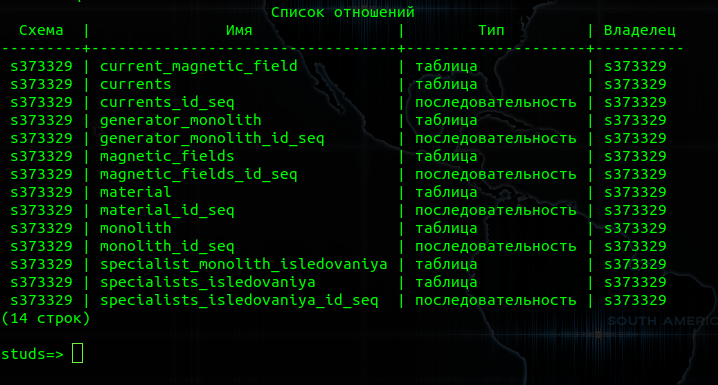 Список отношений
Схема | Имя | Тип | Владелец
---------+--------------------------------------+--------------------+----------
s373329 | current_magnetic_field | таблица | s373329
s373329 | currents | таблица | s373329
s373329 | currents_id_seq | последовательность | s373329
s373329 | generator_monolith | таблица | s373329
s373329 | generator_monolith_id_seq | последовательность | s373329
s373329 | magnetic_fields | таблица | s373329
s373329 | magnetic_fields_id_seq | последовательность | s373329
s373329 | material | таблица | s373329
s373329 | material_id_seq | последовательность | s373329
s373329 | monolith | таблица | s373329
s373329 | monolith_id_seq | последовательность | s373329
s373329 | specialist_monolith_isledovaniya | таблица | s373329
s373329 | specialists_isledovaniya | таблица | s373329
s373329 | specialists_isledovaniya_id_seq | последовательность | s373329
(14 строк)
SOUTH AMERIC
studs=>